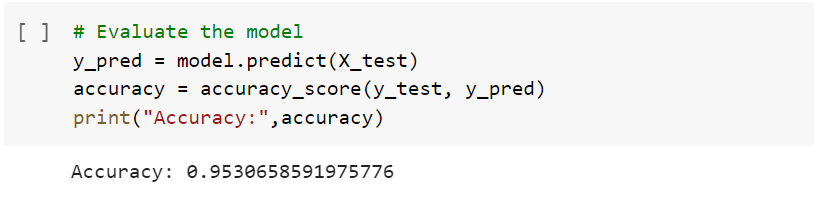 [ ] # Evaluate the model
y_pred = model.predict(X_test)
accuracy = accuracy_score(y_test, y_pred)
print("Accuracy:",accuracy)
Accuracy: 0.9530658591975776